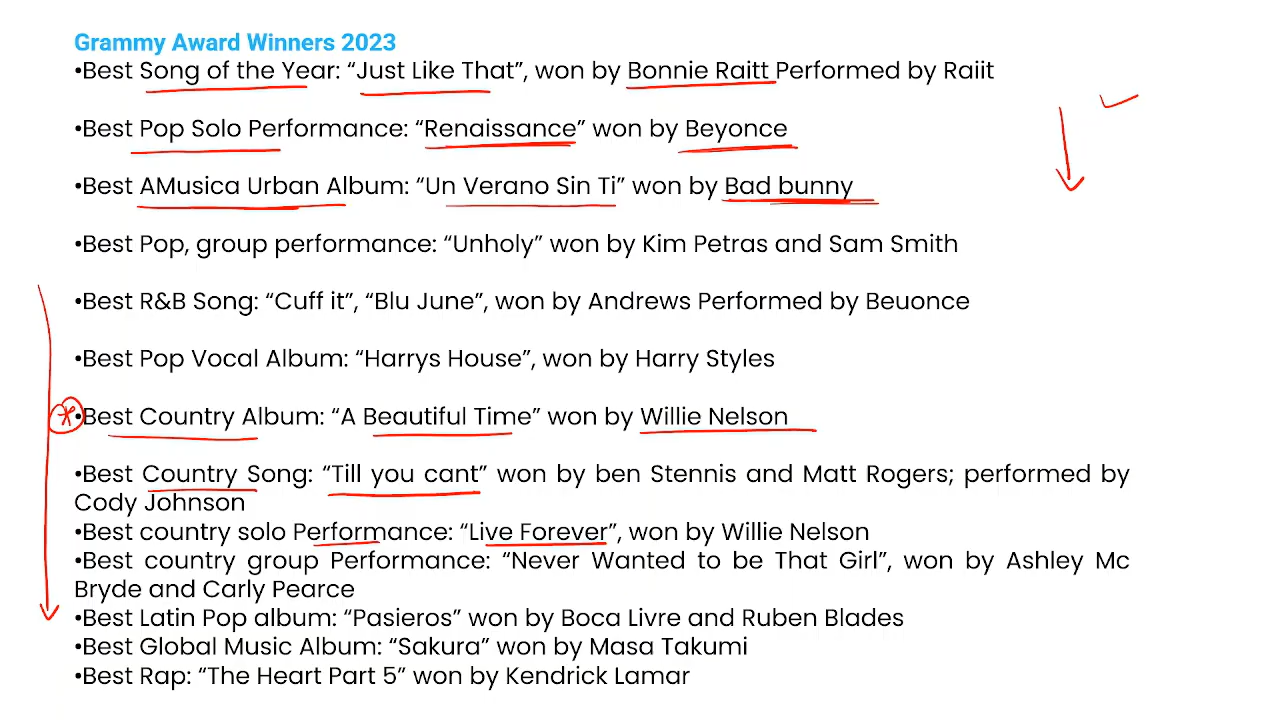 Grammy Award Winners 2023
•Best Song of the Year: “Just Like That”, won by Bonnie Raitt Performed by Raiit
•Best Pop Solo Performance: “Renaissance” won by Beyonce
•Best AMusica Urban Album: “Un Verano Sin Ti” won by Bad bunny
•Best Pop, group performance: “Unholy” won by Kim Petras and Sam Smith
•Best R&B Song: “Cuff it”, “Blu June”, won by Andrews Performed by Beuonce
•Best Pop Vocal Album: “Harrys House”, won by Harry Styles
•Best Country Album: “A Beautiful Time” won by Willie Nelson
•Best Country Song: “Till you cant” won by ben Stennis and Matt Rogers; performed by
Cody Johnson
•Best country solo Performance: “Live Forever”, won by Willie Nelson
•Best country group Performance: “Never Wanted to be That Girl”, won by Ashley Mc
Bryde and Carly Pearce
•Best Latin Pop album: “Pasieros” won by Boca Livre and Ruben Blades
•Best Global Music Album: “Sakura” won by Masa Takumi
•Best Rap: “The Heart Part 5” won by Kendrick Lamar